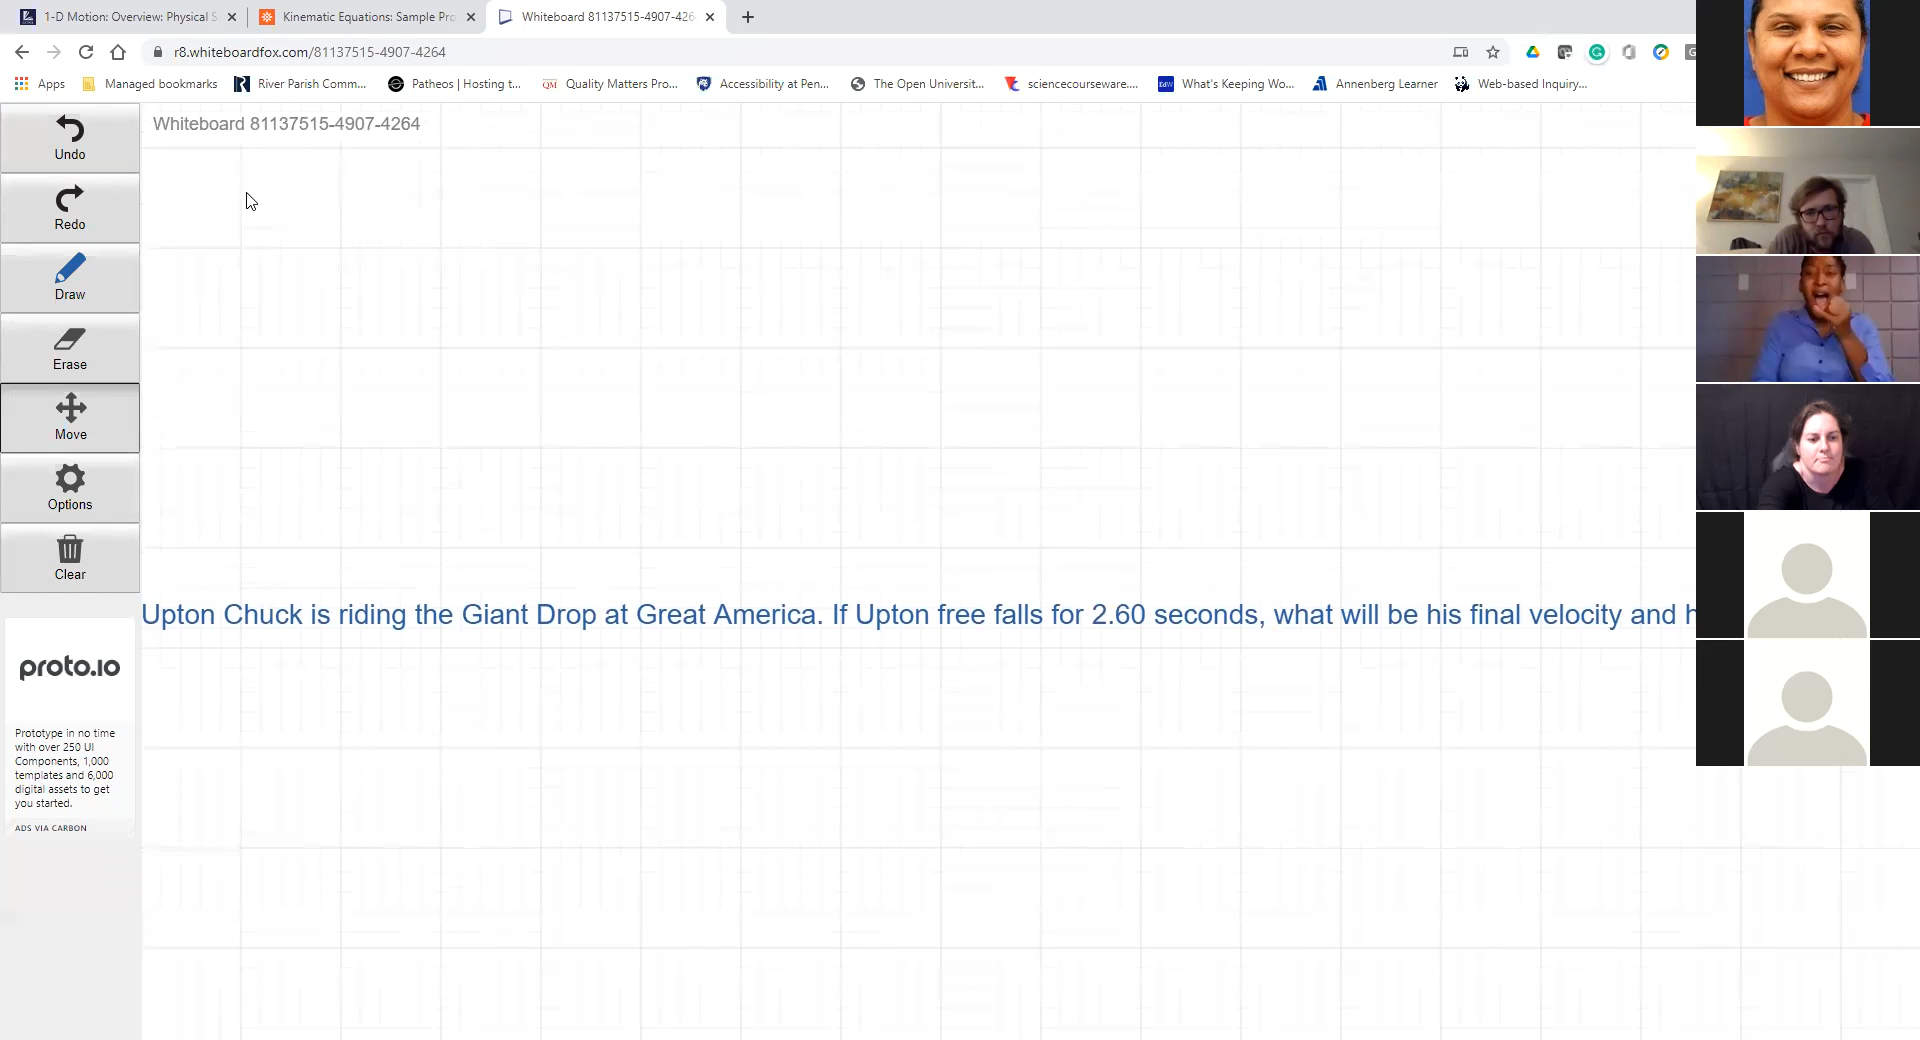 1-D Motion: Overview: Physical S
Kinematic Equations: Sample Pro
Whiteboard 81137515-4907-426
r8.whiteboardfox.com/81137515-4907-4264
Apps
Managed bookmarks
River Parish Comm...
Patheos | Hosting t...
QM
Quality Matters Pro...
Accessibility at Pen...
The Open Universit...
sciencecourseware....
EdW
What's Keeping Wo...
Annenberg Learner
Web-based Inquiry...
Whiteboard 81137515-4907-4264
Undo
Redo
Draw
Erase
Move
Options
Clear
Upton Chuck is riding the Giant Drop at Great America. If Upton free falls for 2.60 seconds, what will be his final velocity and h
proto.io
Prototype in no time
with over 250 UI
Components, 1,000
templates and 6,000
digital assets to get
you started.
ADS VIA CARBON